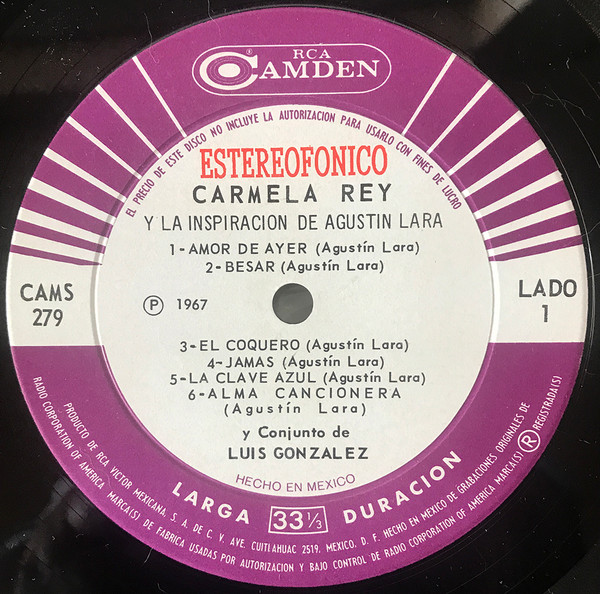 RCA
CAMDEN
EL PRECIO DE ESTE DISCO NO INCLUYE LA AUTORIZACION PARA USARLO CON FINES DE LUCRO
ESTEREOFONICO
CARMELA REY
Y LA INSPIRACION DE AGUSTIN LARA
1-AMOR DE AYER (Agustín Lara)
2-BESAR (Agustín Lara)
CAMS
279
Ⓟ 1967
LADO
1
3-EL COQUERO (Agustín Lara)
4-JAMAS (Agustín Lara)
5-LA CLAVE AZUL (Agustín Lara)
6-ALMA CANCIONERA
(Agustín Lara)
y Conjunto de
LUIS GONZALEZ
HECHO EN MEXICO
LARGA 33 1/3 DURACION
PRODUCTO DE RCA VICTOR MEXICANA, S. A. DE C. V. AVE. CUITLAHUAC 2519, MEXICO, D. F. HECHO EN MEXICO DE GRABACIONES ORIGINALES DE
RADIO CORPORATION OF AMERICA MARCA(S) DE FABRICA USADAS POR AUTORIZACION Y BAJO CONTROL DE RADIO CORPORATION OF AMERICA MARCA(S) ® REGISTRADA(S)